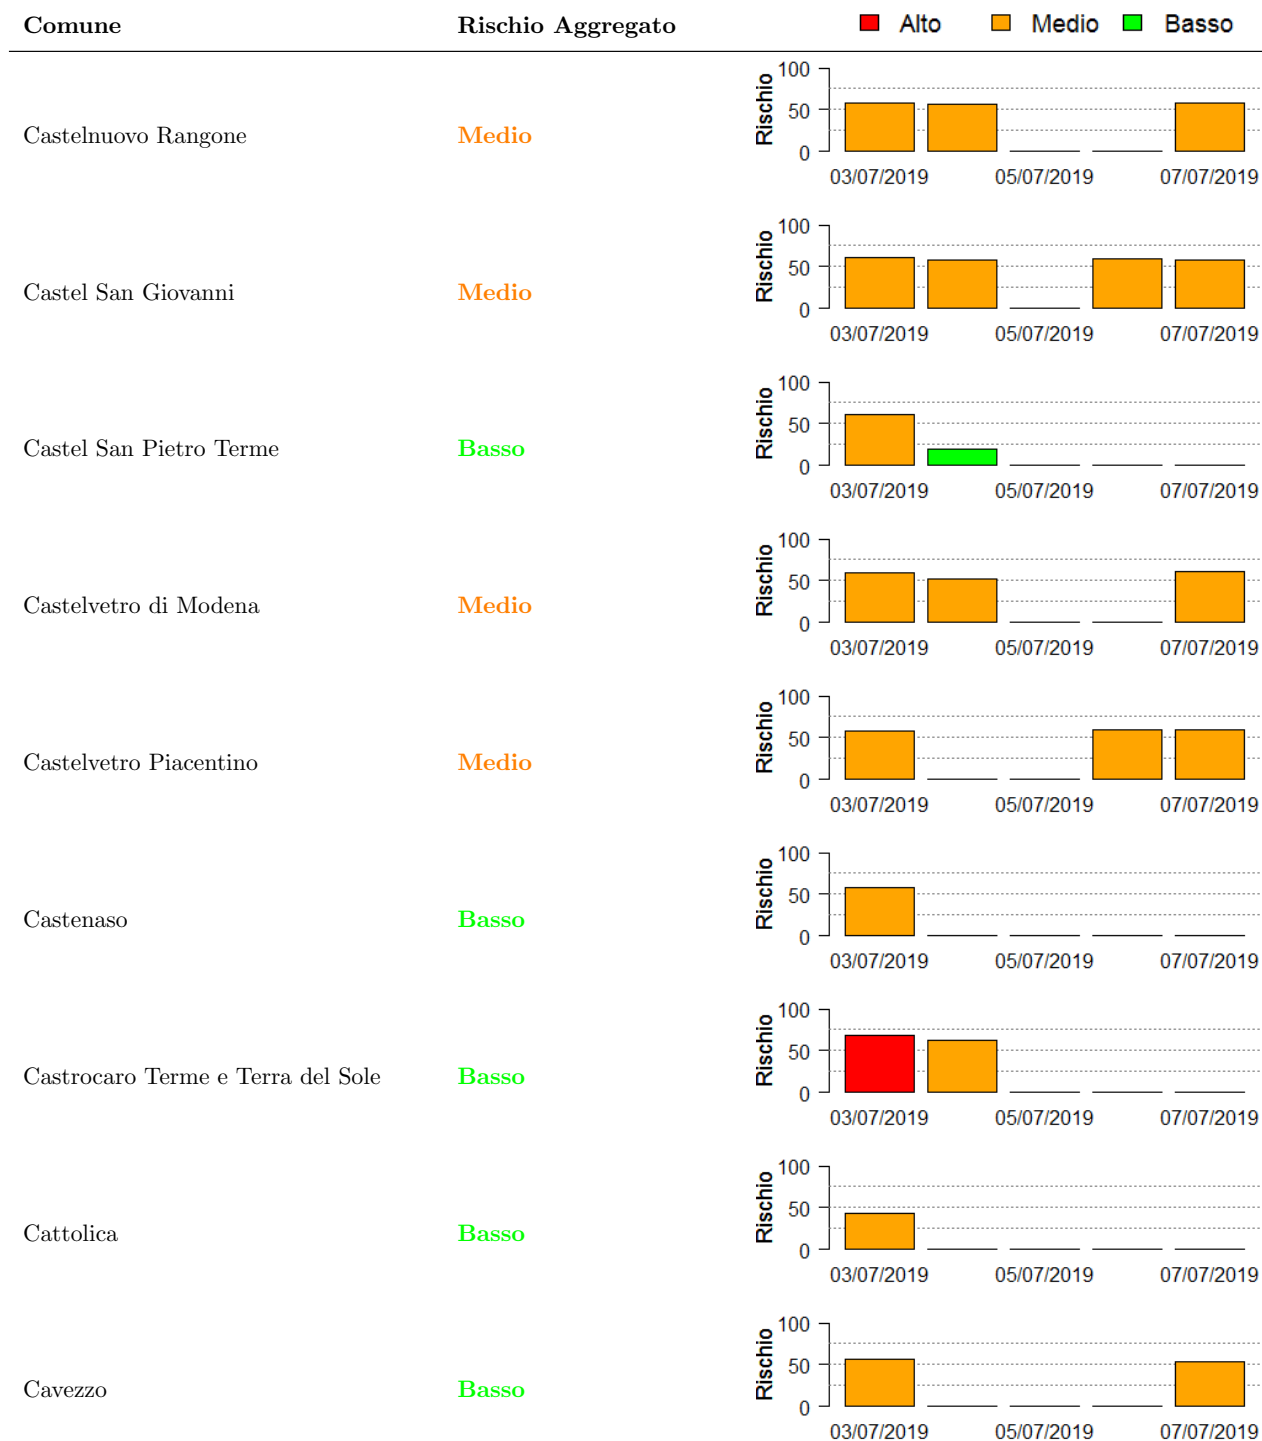 Comune Rischio Aggregato Alto Medio Basso
Castelnuovo Rangone Medio
Rischio
100
50
0
03/07/2019 05/07/2019 07/07/2019
Castel San Giovanni Medio
Rischio
100
50
0
03/07/2019 05/07/2019 07/07/2019
Castel San Pietro Terme Basso
Rischio
100
50
0
03/07/2019 05/07/2019 07/07/2019
Castelvetro di Modena Medio
Rischio
100
50
0
03/07/2019 05/07/2019 07/07/2019
Castelvetro Piacentino Medio
Rischio
100
50
0
03/07/2019 05/07/2019 07/07/2019
Castenaso Basso
Rischio
100
50
0
03/07/2019 05/07/2019 07/07/2019
Castrocaro Terme e Terra del Sole Basso
Rischio
100
50
0
03/07/2019 05/07/2019 07/07/2019
Cattolica Basso
Rischio
100
50
0
03/07/2019 05/07/2019 07/07/2019
Cavezzo Basso
Rischio
100
50
0
03/07/2019 05/07/2019 07/07/2019